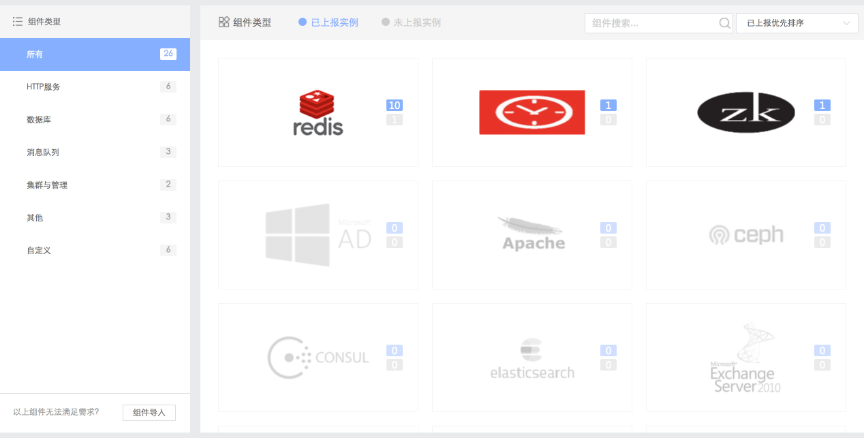 组件类型
所有 26
HTTP服务 6
数据库 6
消息队列 3
集群与管理 2
其他 3
自定义 6
以上组件无法满足需求? 组件导入
组件类型 已上报实例 未上报实例 组件搜索... 已上报优先排序
redis 10 1
1 0
zk 1 0
Microsoft AD 0 0
Apache 0 0
ceph 0 0
CONSUL 0 0
elasticsearch 0 0
Microsoft Exchange Server 2010 0 0